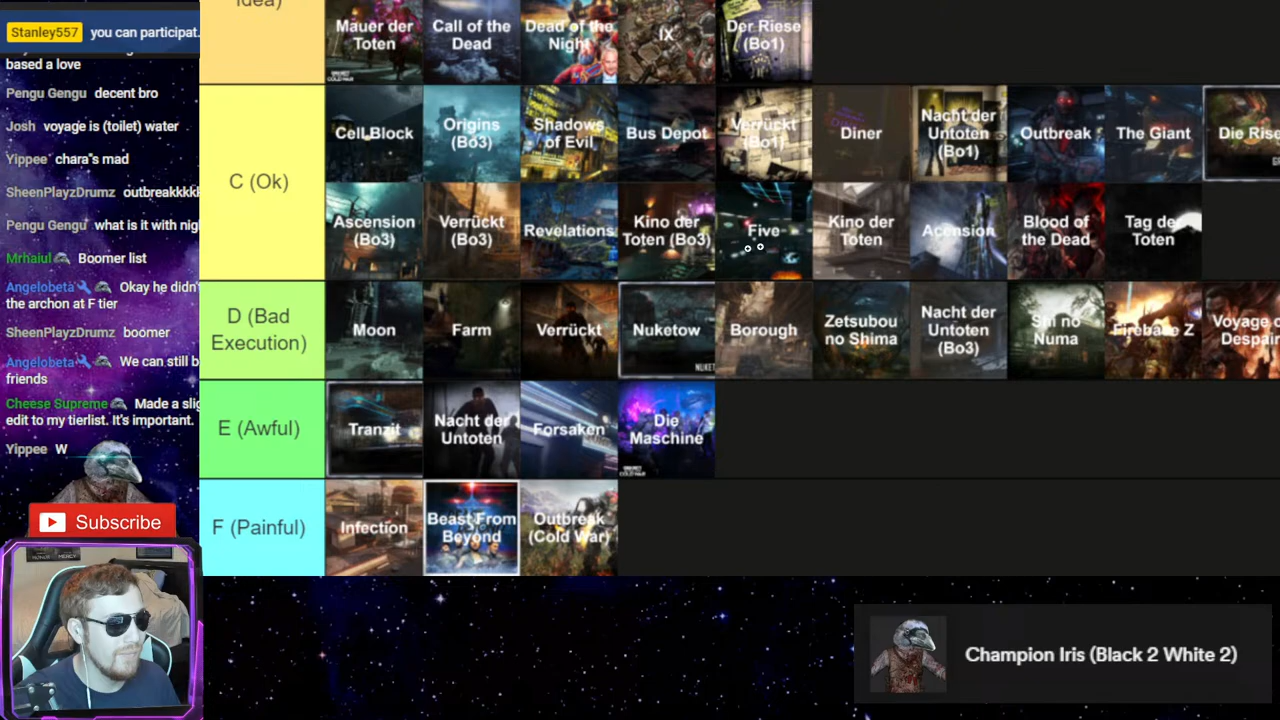 Stanley557 you can participat.
based a love
Pengu Gengu decent bro
Josh voyage is (toilet) water
Yippee chara"s mad
SheenPlayzDrumz outbreakkkk
Pengu Gengu what is it with nig
Mrhaiul Boomer list
Angelobeta Okay he didn'
the archon at F tier
SheenPlayzDrumz boomer
Angelobeta We can still b
friends
Cheese Supreme Made a slig
edit to my tierlist. It's important.
Yippee W
Subscribe
Idea)
Mauer der
Toten
Call of the
Dead
Dead of the
Night
IX
Der Riese
(Bo1)
C (Ok)
Cell Block
Origins
(Bo3)
Shadows
of Evil
Bus Depot
Verrückt
(Bo1)
Diner
Nacht der
Untoten
(Bo1)
Outbreak
The Giant
Die Rise
Ascension
(Bo3)
Verrückt
(Bo3)
Revelations
Kino der
Toten (Bo3)
Five
Kino der
Toten
Acension
Blood of
the Dead
Tag de
Toten
D (Bad
Execution)
Moon
Farm
Verrückt
Nuketow
NUKET
Borough
Zetsubou
no Shima
Nacht der
Untoten
(Bo3)
Shi no
Numa
Firebase Z
Voyage o
Despair
E (Awful)
Tranzit
Nacht der
Untoten
Forsaken
Die
Maschine
F (Painful)
Infection
Beast From
Beyond
Outbreak
(Cold War)
Champion Iris (Black 2 White 2)